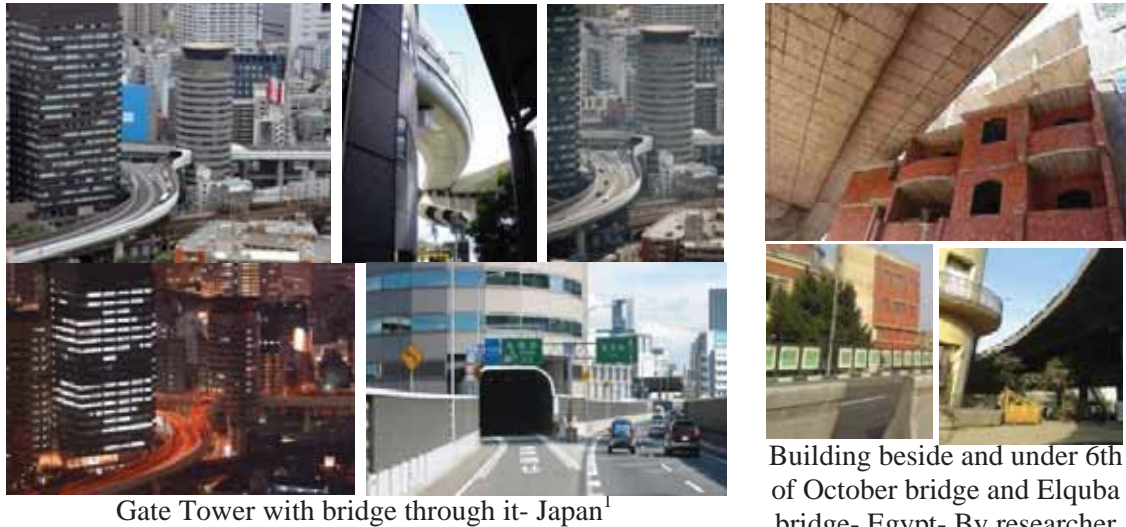 Gate Tower with bridge through it- Japan1
Building beside and under 6th
of October bridge and Elquba
bridge- Egypt- By researcher